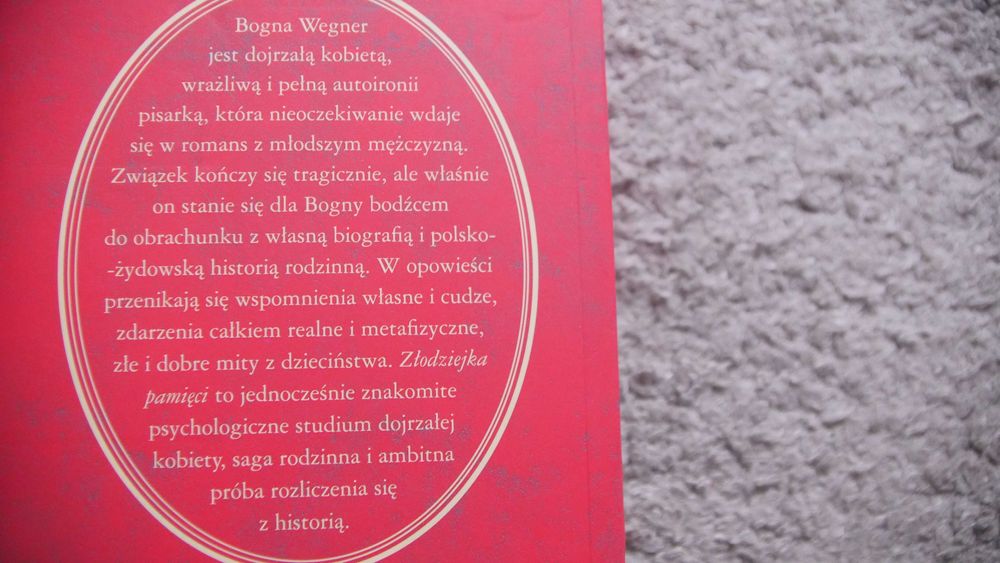 Bogna Wegner
jest dojrzałą kobietą,
wrażliwą i pełną autoironii
pisarką, która nieoczekiwanie wdaje
się w romans z młodszym mężczyzną.
Związek kończy się tragicznie, ale właśnie
on stanie się dla Bogny bodźcem
do obrachunku z własną biografią i polsko-
-żydowską historią rodzinną. W opowieści
przenikają się wspomnienia własne i cudze,
zdarzenia całkiem realne i metafizyczne,
złe i dobre mity z dzieciństwa. Złodziejka
pamięci to jednocześnie znakomite
psychologiczne studium dojrzałej
kobiety, saga rodzinna i ambitna
próba rozliczenia się
z historią.